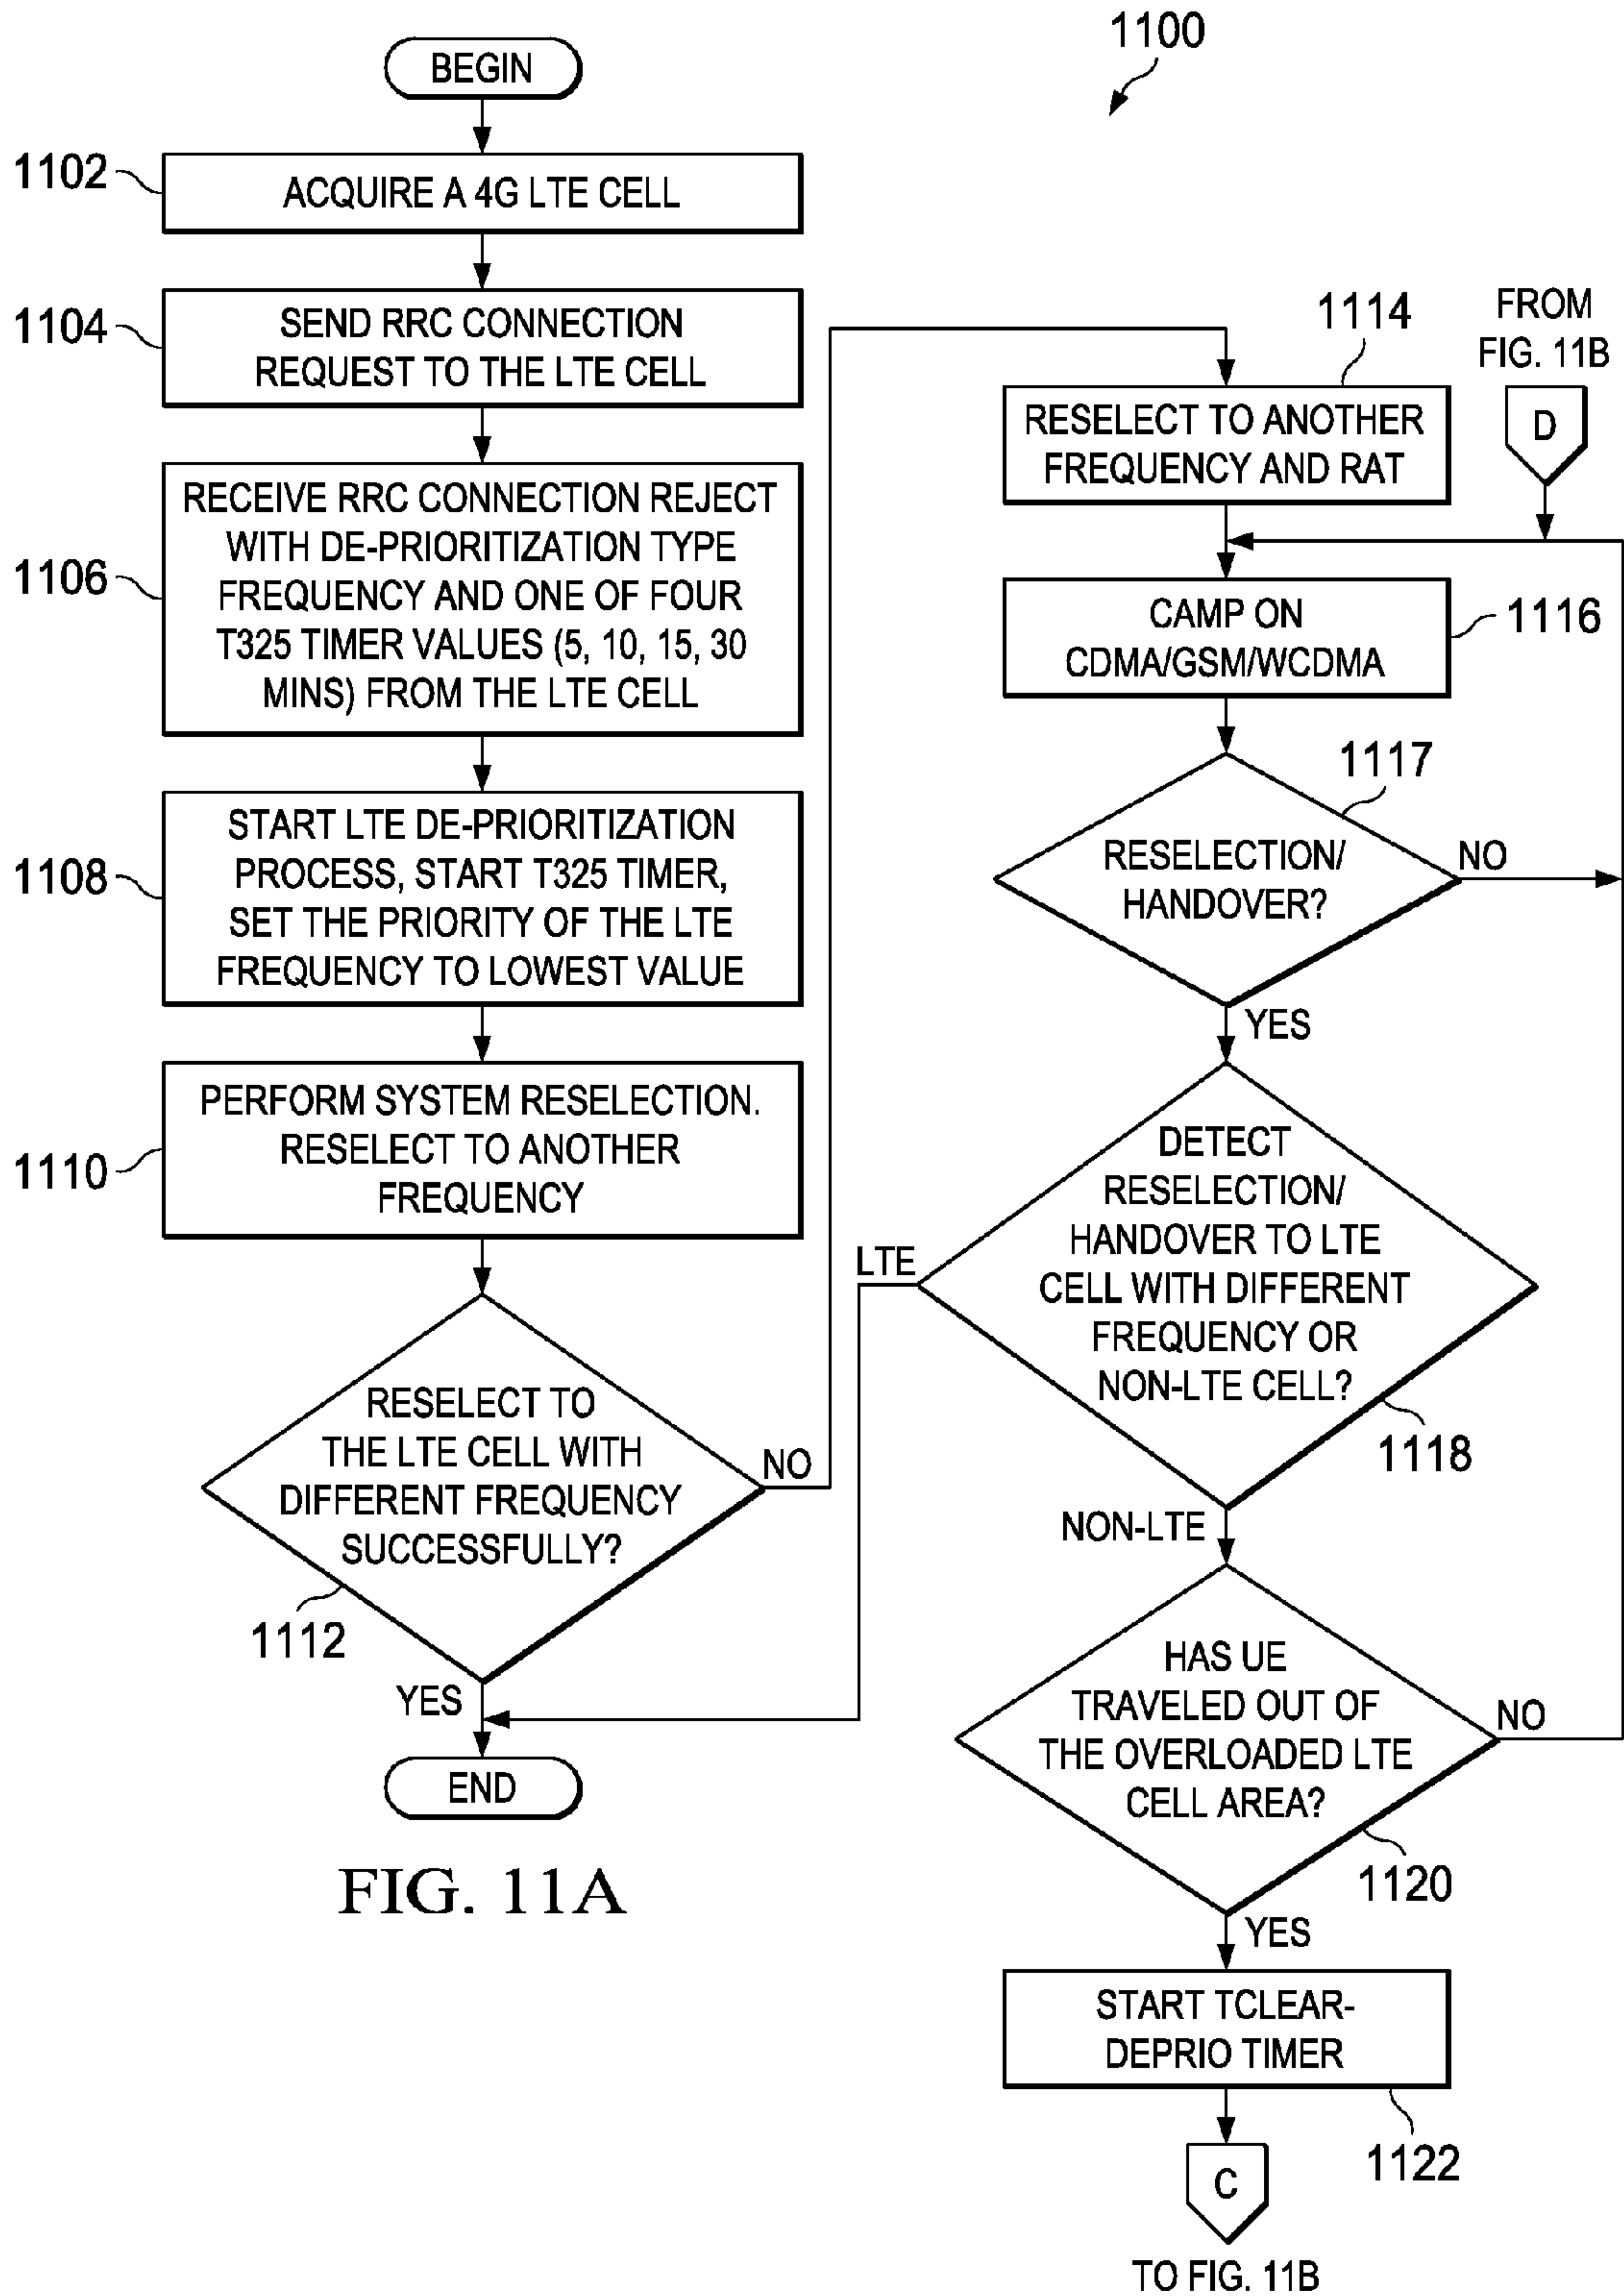 1100
BEGIN
1102
ACQUIRE A 4G LTE CELL
1104
SEND RRC CONNECTION
REQUEST TO THE LTE CELL
1106
RECEIVE RRC CONNECTION REJECT
WITH DE-PRIORITIZATION TYPE
FREQUENCY AND ONE OF FOUR
T325 TIMER VALUES (5, 10, 15, 30
MINS) FROM THE LTE CELL
1108
START LTE DE-PRIORITIZATION
PROCESS, START T325 TIMER,
SET THE PRIORITY OF THE LTE
FREQUENCY TO LOWEST VALUE
1110
PERFORM SYSTEM RESELECTION.
RESELECT TO ANOTHER
FREQUENCY
RESELECT TO
THE LTE CELL WITH
DIFFERENT FREQUENCY
SUCCESSFULLY?
NO
1112
YES
END
FIG. 11A
1114
RESELECT TO ANOTHER
FREQUENCY AND RAT
FROM
FIG. 11B
D
CAMP ON
CDMA/GSM/WCDMA
1116
1117
RESELECTION/
HANDOVER?
NO
YES
DETECT
RESELECTION/
HANDOVER TO LTE
CELL WITH DIFFERENT
FREQUENCY OR
NON-LTE CELL?
LTE
1118
NON-LTE
HAS UE
TRAVELED OUT OF
THE OVERLOADED LTE
CELL AREA?
NO
1120
YES
START TCLEAR-
DEPRIO TIMER
1122
C
TO FIG. 11B